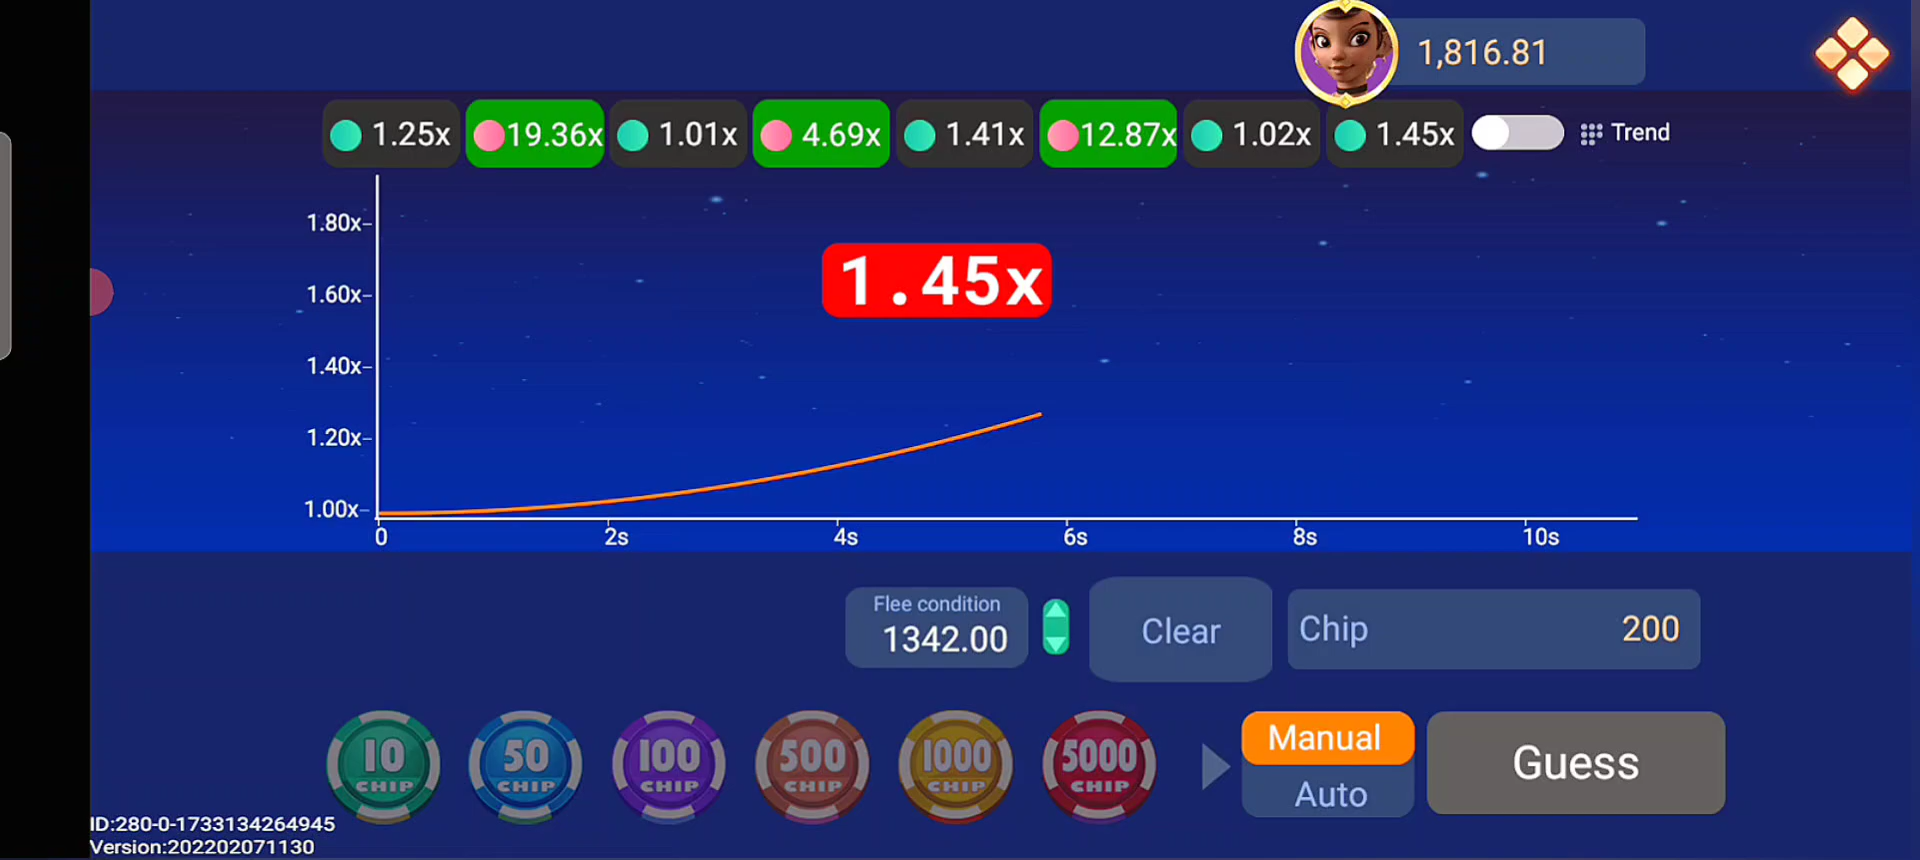 1,816.81
1.25x 19.36x 1.01x 4.69x 1.41x 12.87x 1.02x 1.45x Trend
1.80x
1.45x
1.60x
1.40x
1.20x
1.00x
0 2s 4s 6s 8s 10s
Flee condition
1342.00
Clear
Chip 200
10 CHIP
50 CHIP
100 CHIP
500 CHIP
1000 CHIP
5000 CHIP
Manual
Auto
Guess
ID:280-0-1733134264945
Version:202202071130